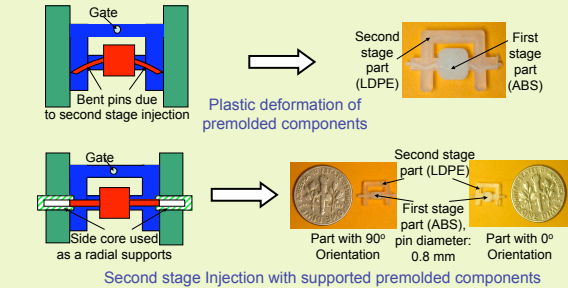 Gate
Bent pins due
to second stage injection
Second
stage
part
(LDPE)
First
stage
part
(ABS)
Plastic deformation of
premolded components
Gate
Side core used
as a radial supports
Second stage
part (LDPE)
First stage
part (ABS),
pin diameter:
0.8 mm
Part with 90o
Orientation
Part with 0o
Orientation
Second stage Injection with supported premolded components